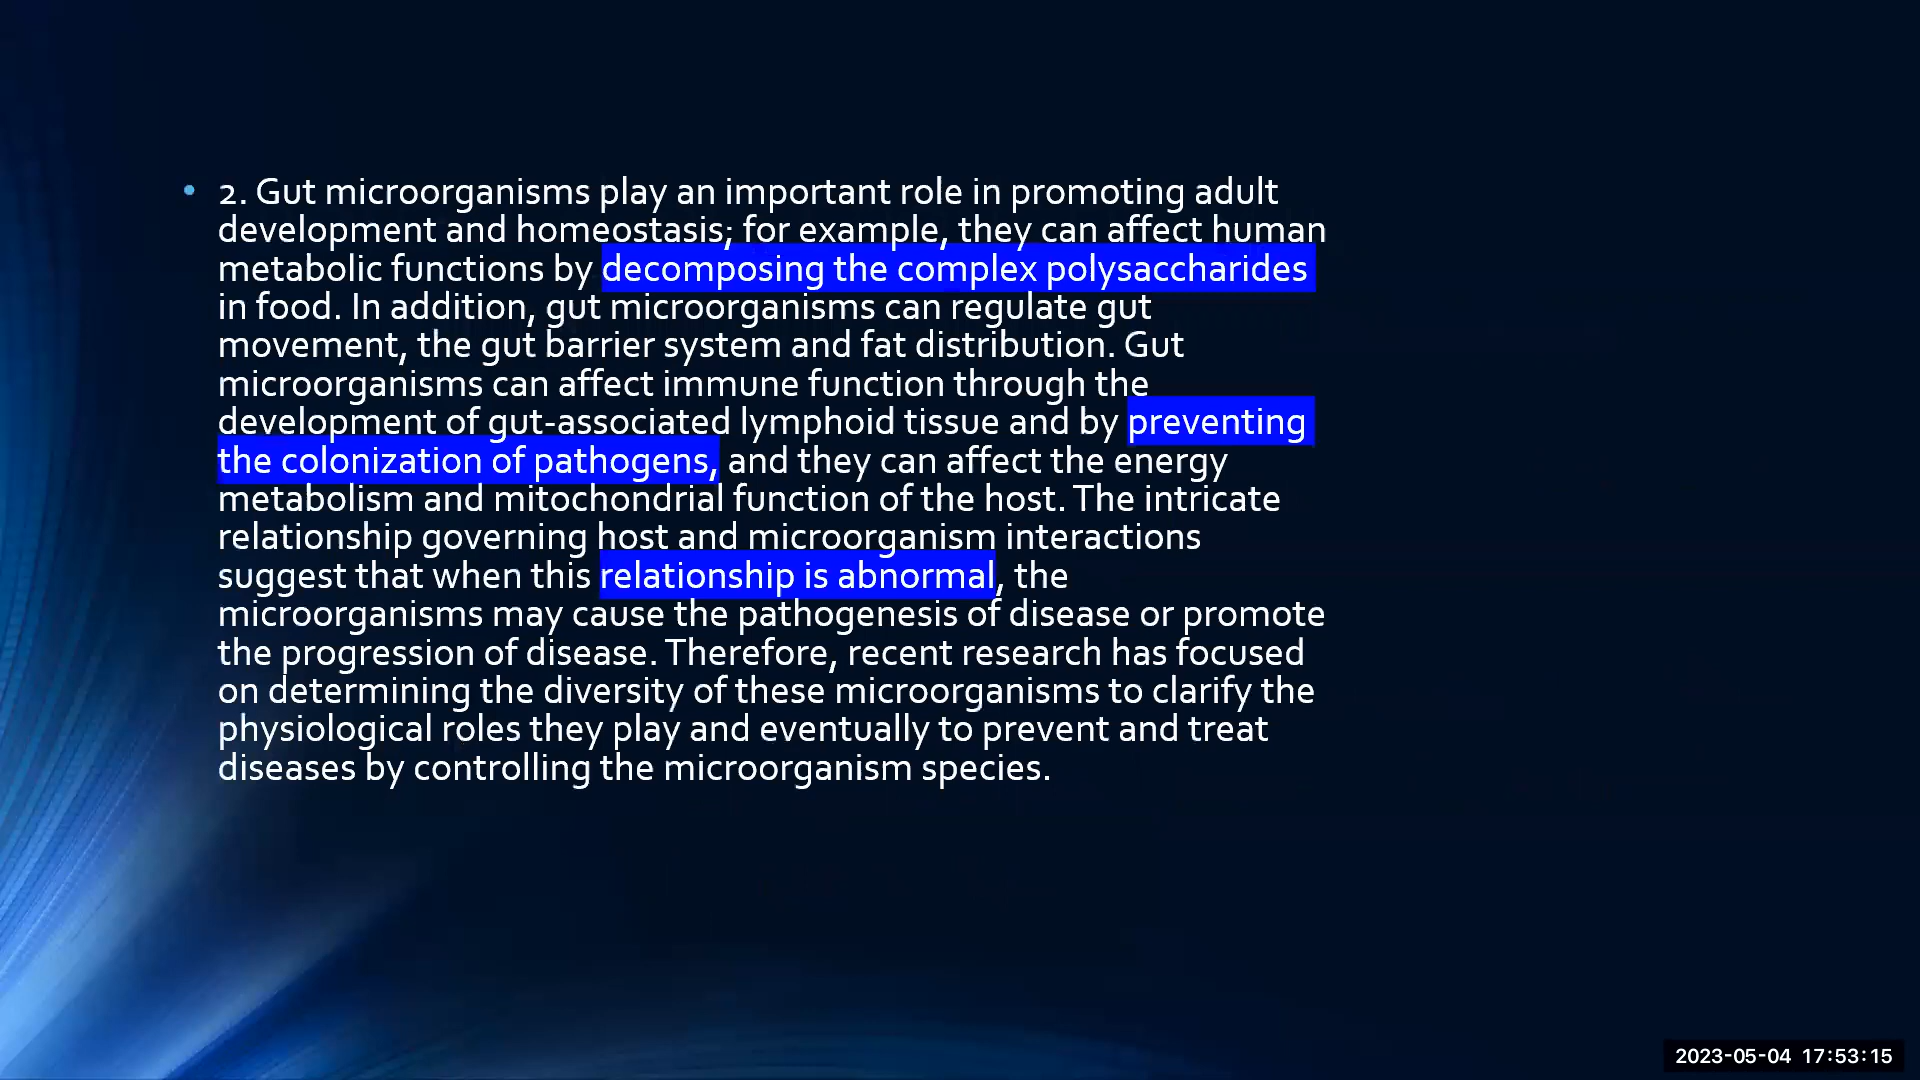 • 2. Gut microorganisms play an important role in promoting adult
development and homeostasis; for example, they can affect human
metabolic functions by decomposing the complex polysaccharides
in food. In addition, gut microorganisms can regulate gut
movement, the gut barrier system and fat distribution. Gut
microorganisms can affect immune function through the
development of gut-associated lymphoid tissue and by preventing
the colonization of pathogens, and they can affect the energy
metabolism and mitochondrial function of the host. The intricate
relationship governing host and microorganism interactions
suggest that when this relationship is abnormal, the
microorganisms may cause the pathogenesis of disease or promote
the progression of disease. Therefore, recent research has focused
on determining the diversity of these microorganisms to clarify the
physiological roles they play and eventually to prevent and treat
diseases by controlling the microorganism species.
2023-05-04 17:53:15